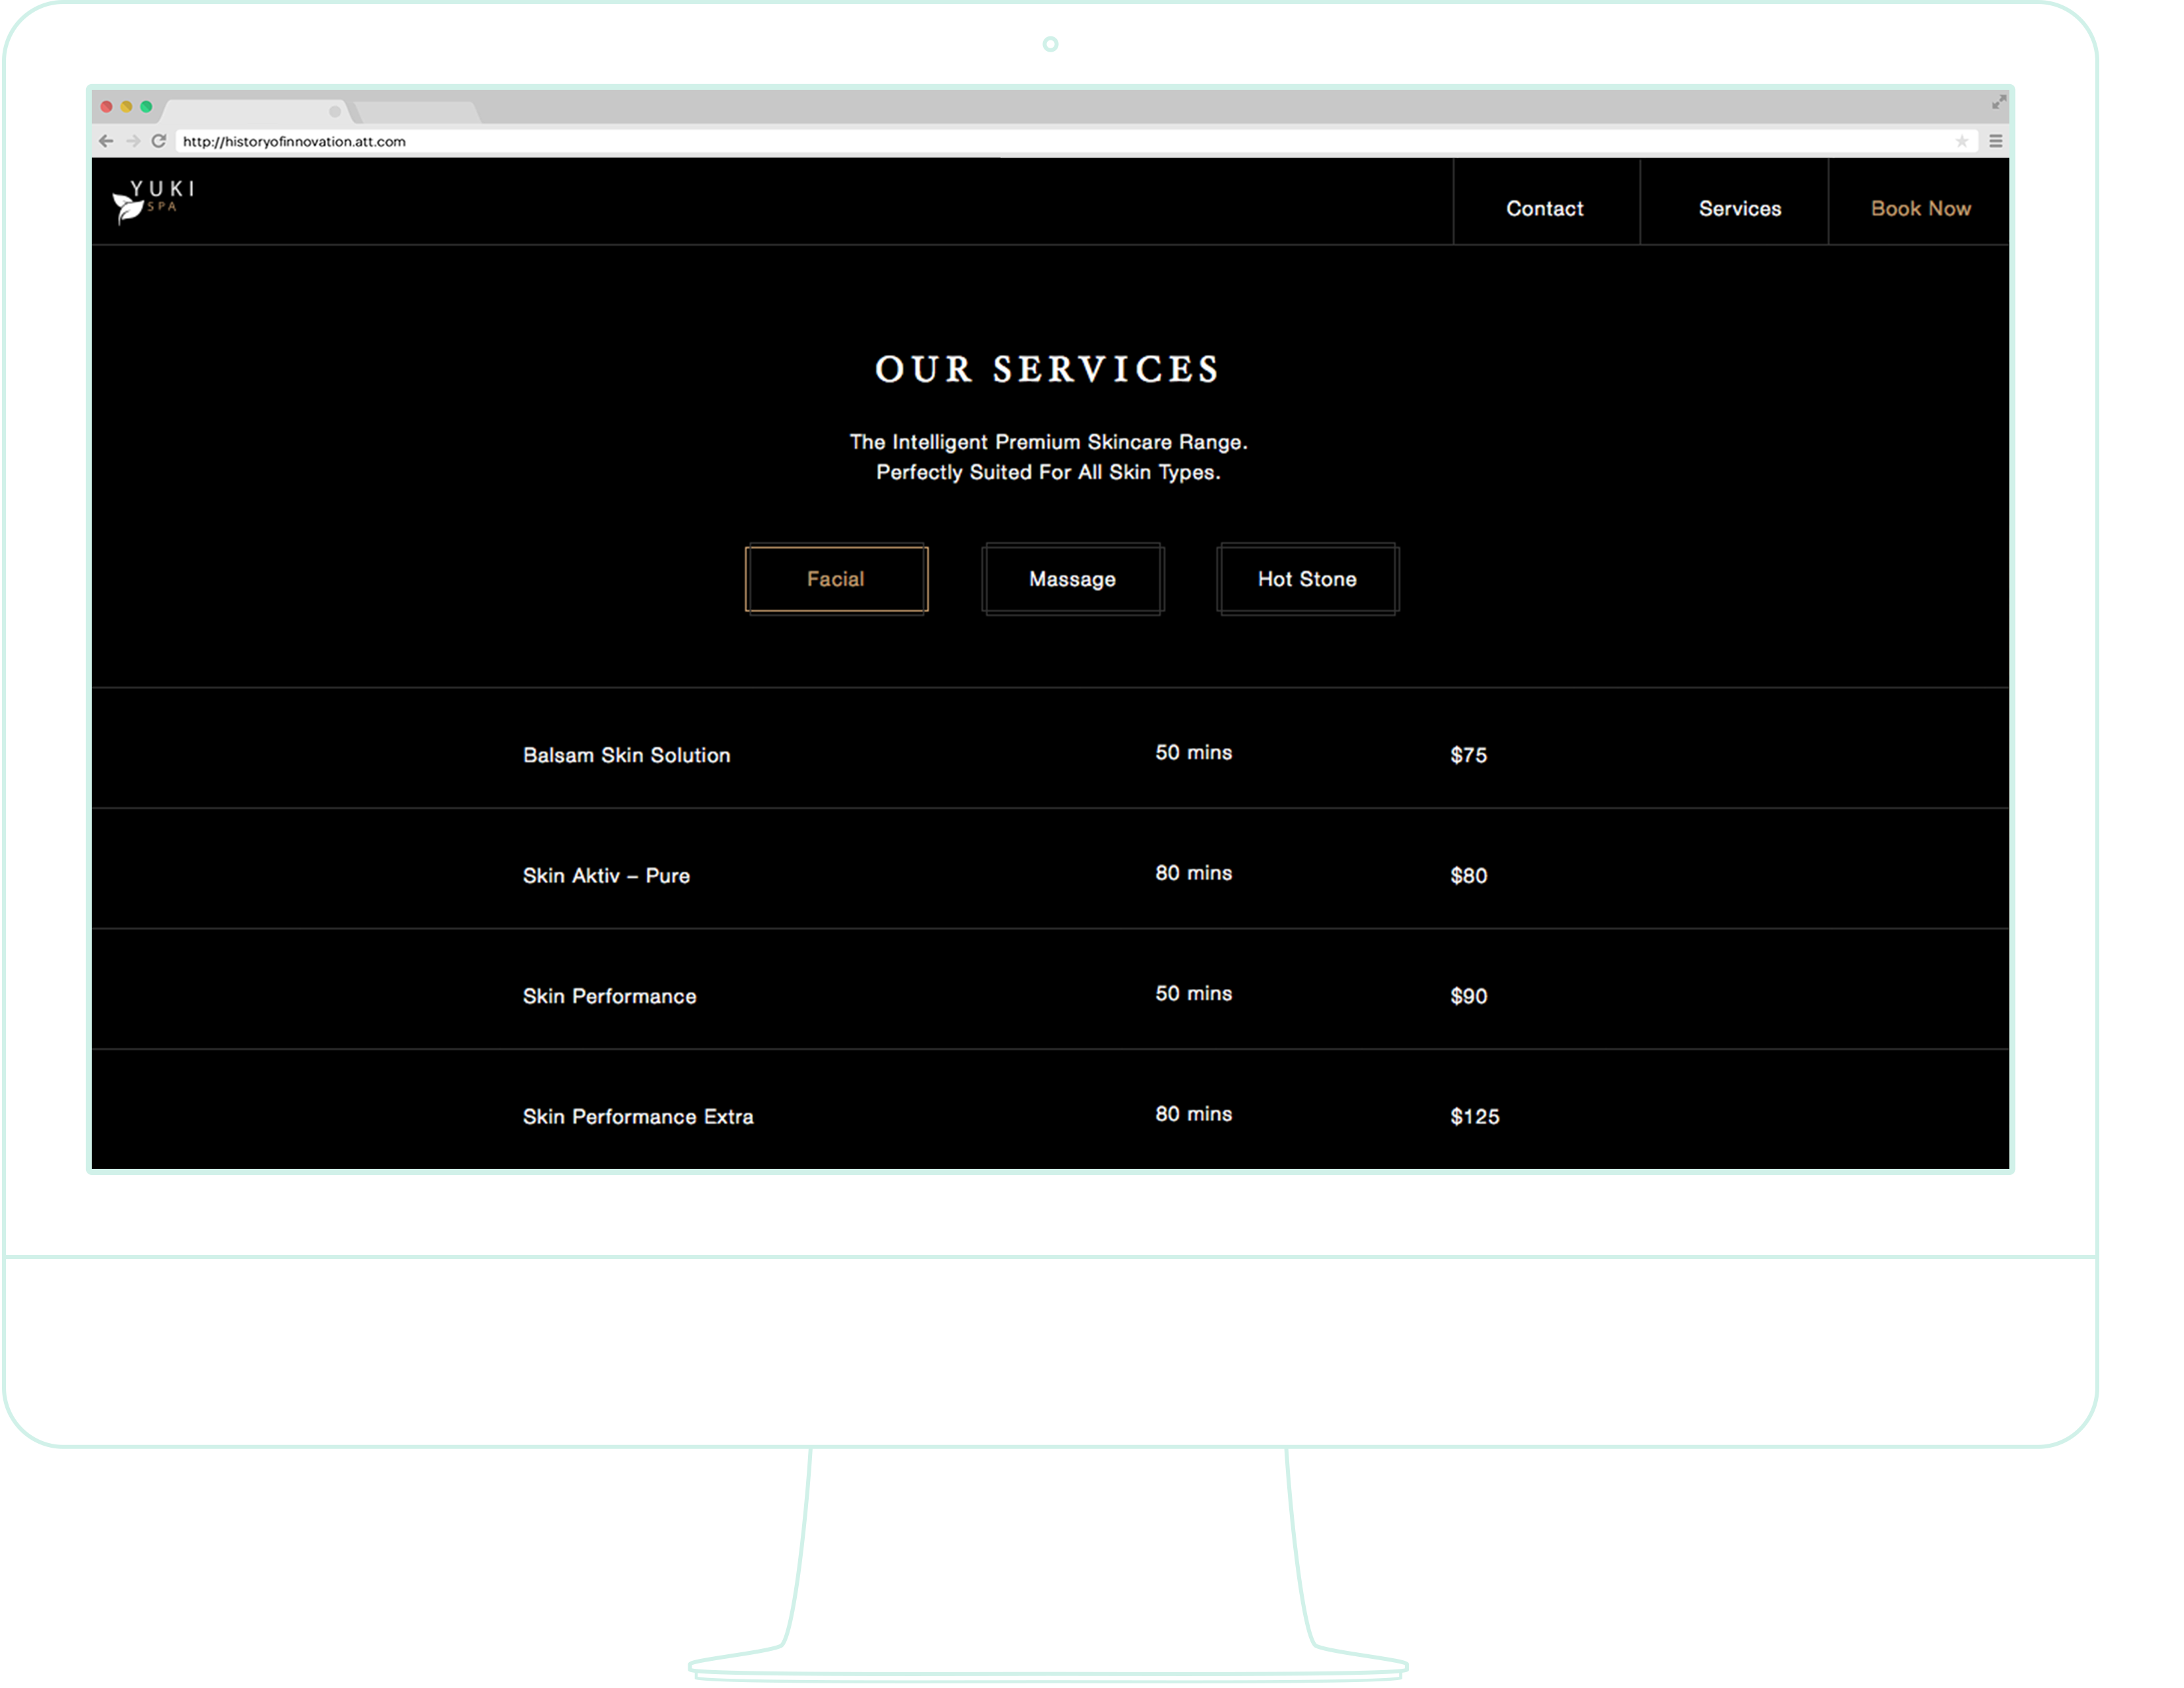 http://historyofinnovation.att.com
YUKI
SPA
Contact
Services
Book Now
OUR SERVICES
The Intelligent Premium Skincare Range.
Perfectly Suited For All Skin Types.
Facial
Massage
Hot Stone
Balsam Skin Solution 50 mins $75
Skin Aktiv – Pure 80 mins $80
Skin Performance 50 mins $90
Skin Performance Extra 80 mins $125